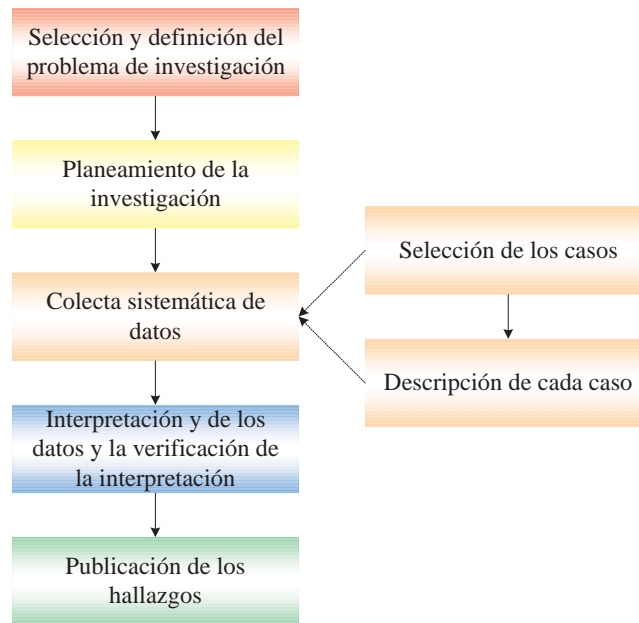 Selección y definición del
problema de investigación
Planeamiento de la
investigación
Colecta sistemática de
datos
Selección de los casos
Descripción de cada caso
Interpretación y de los
datos y la verificación de
la interpretación
Publicación de los
hallazgos